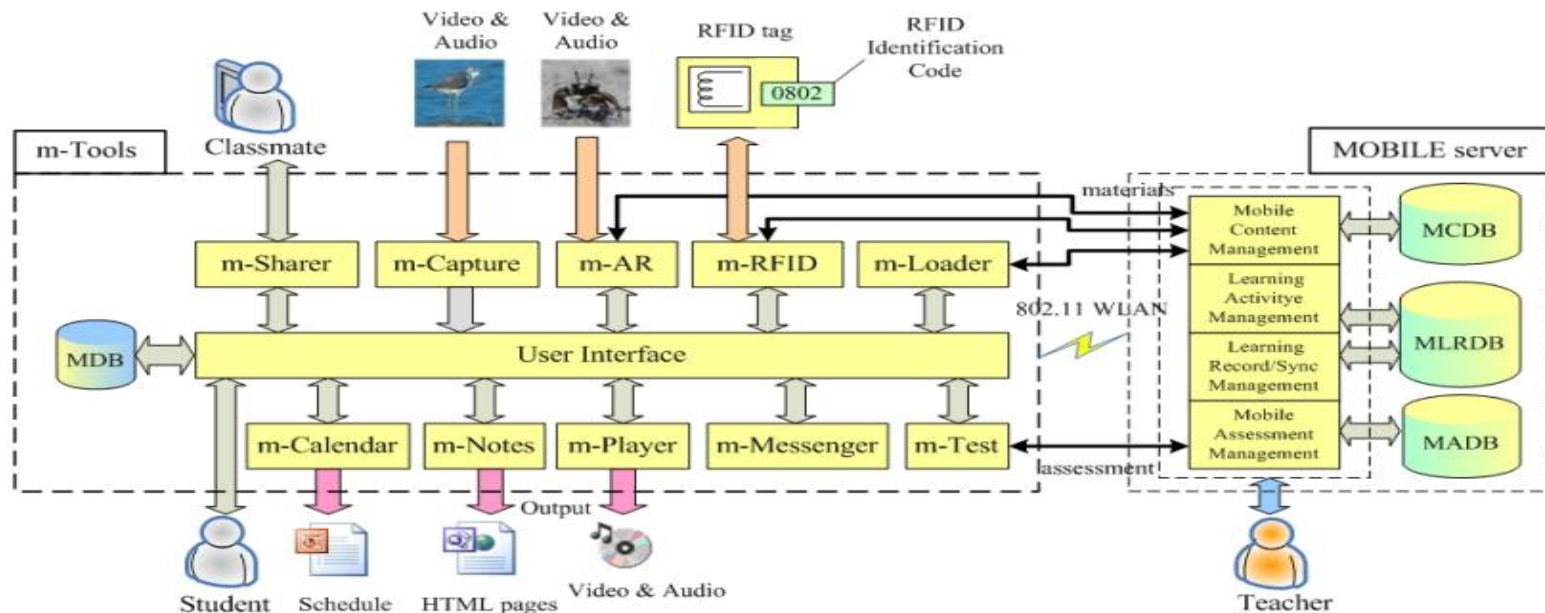 Video &
Audio
Video &
Audio
RFID tag
RFID
Identification
Code
0802
m-Tools
Classmate
MOBILE server
materials
m-Sharer
m-Capture
m-AR
m-RFID
m-Loader
Mobile
Content
Management
MCDB
Learning
Activitye
Management
802.11 WLAN
MDB
User Interface
Learning
Record/Sync
Management
MLRDB
m-Calendar
m-Notes
m-Player
m-Messenger
m-Test
Mobile
Assessment
Management
MADB
assessment
Output
Student
Schedule
HTML pages
Video & Audio
Teacher